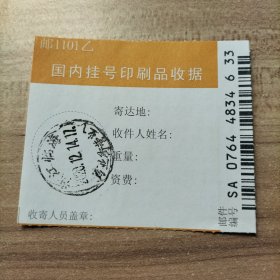 邮1101乙
国内挂号印刷品收据
寄达地：
收件人姓名：
重量：
资费：
收寄人员盖章：
邮件
编号
SA 0764 4834 6 33